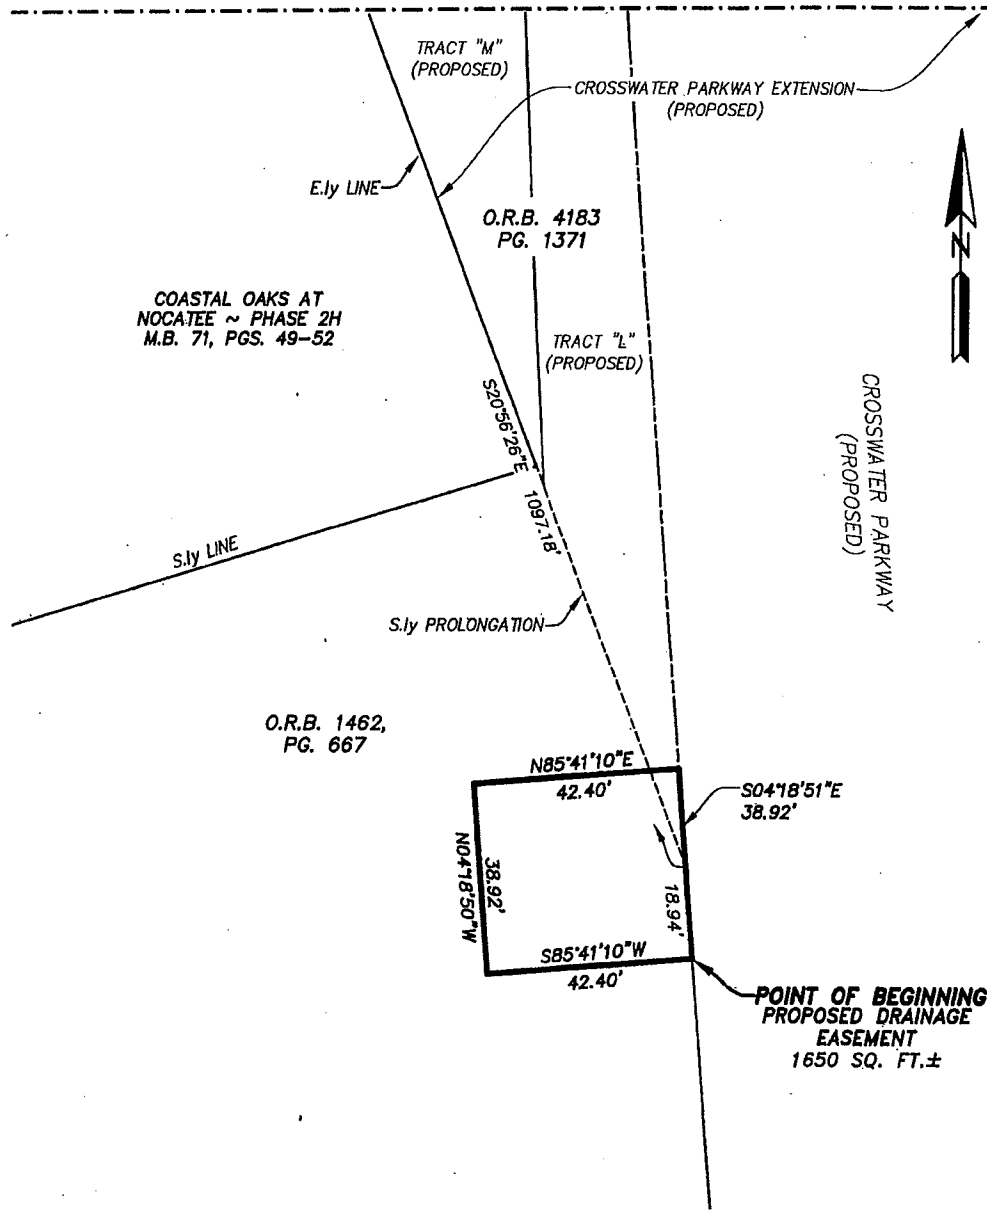 TRACT "M"
(PROPOSED)
CROSSWATER PARKWAY EXTENSION
(PROPOSED)
E.ly LINE
O.R.B. 4183
PG. 1371
N
COASTAL OAKS AT
NOCATEE ~ PHASE 2H
M.B. 71, PGS. 49-52
TRACT "L"
(PROPOSED)
CROSSWATER PARKWAY
(PROPOSED)
S20°56'26"E
1097.18'
S.ly LINE
S.ly PROLONGATION
O.R.B. 1462,
PG. 667
N85°41'10"E
42.40'
S04°18'51"E
38.92'
N04°18'50"W
38.92'
18.94'
S85°41'10"W
42.40'
POINT OF BEGINNING
PROPOSED DRAINAGE
EASEMENT
1650 SQ. FT.±